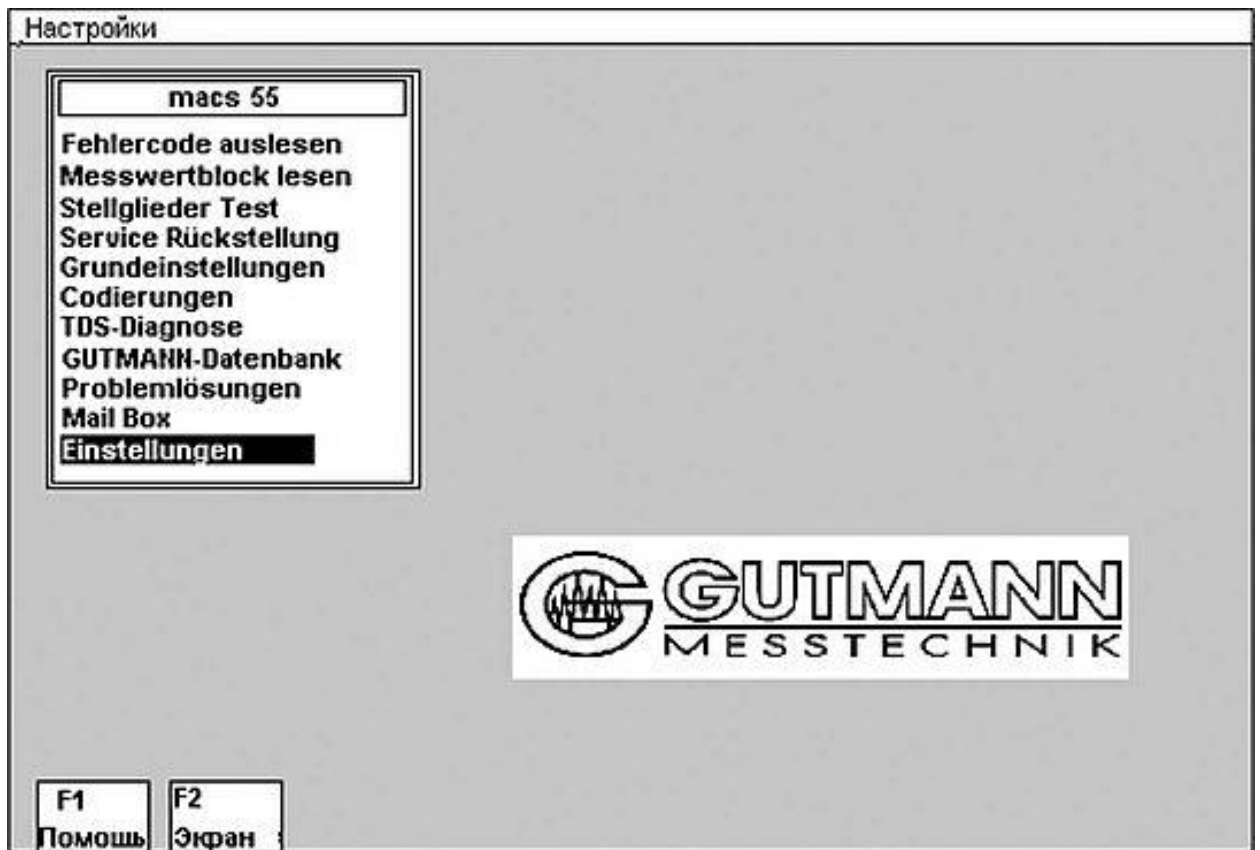 Настройки
macs 55
Fehlercode auslesen
Messwertblock lesen
Stellglieder Test
Service Rückstellung
Grundeinstellungen
Codierungen
TDS-Diagnose
GUTMANN-Datenbank
Problemlösungen
Mail Box
Einstellungen
GUTMANN
MESSTECHNIK
F1
Помощь
F2
Экран